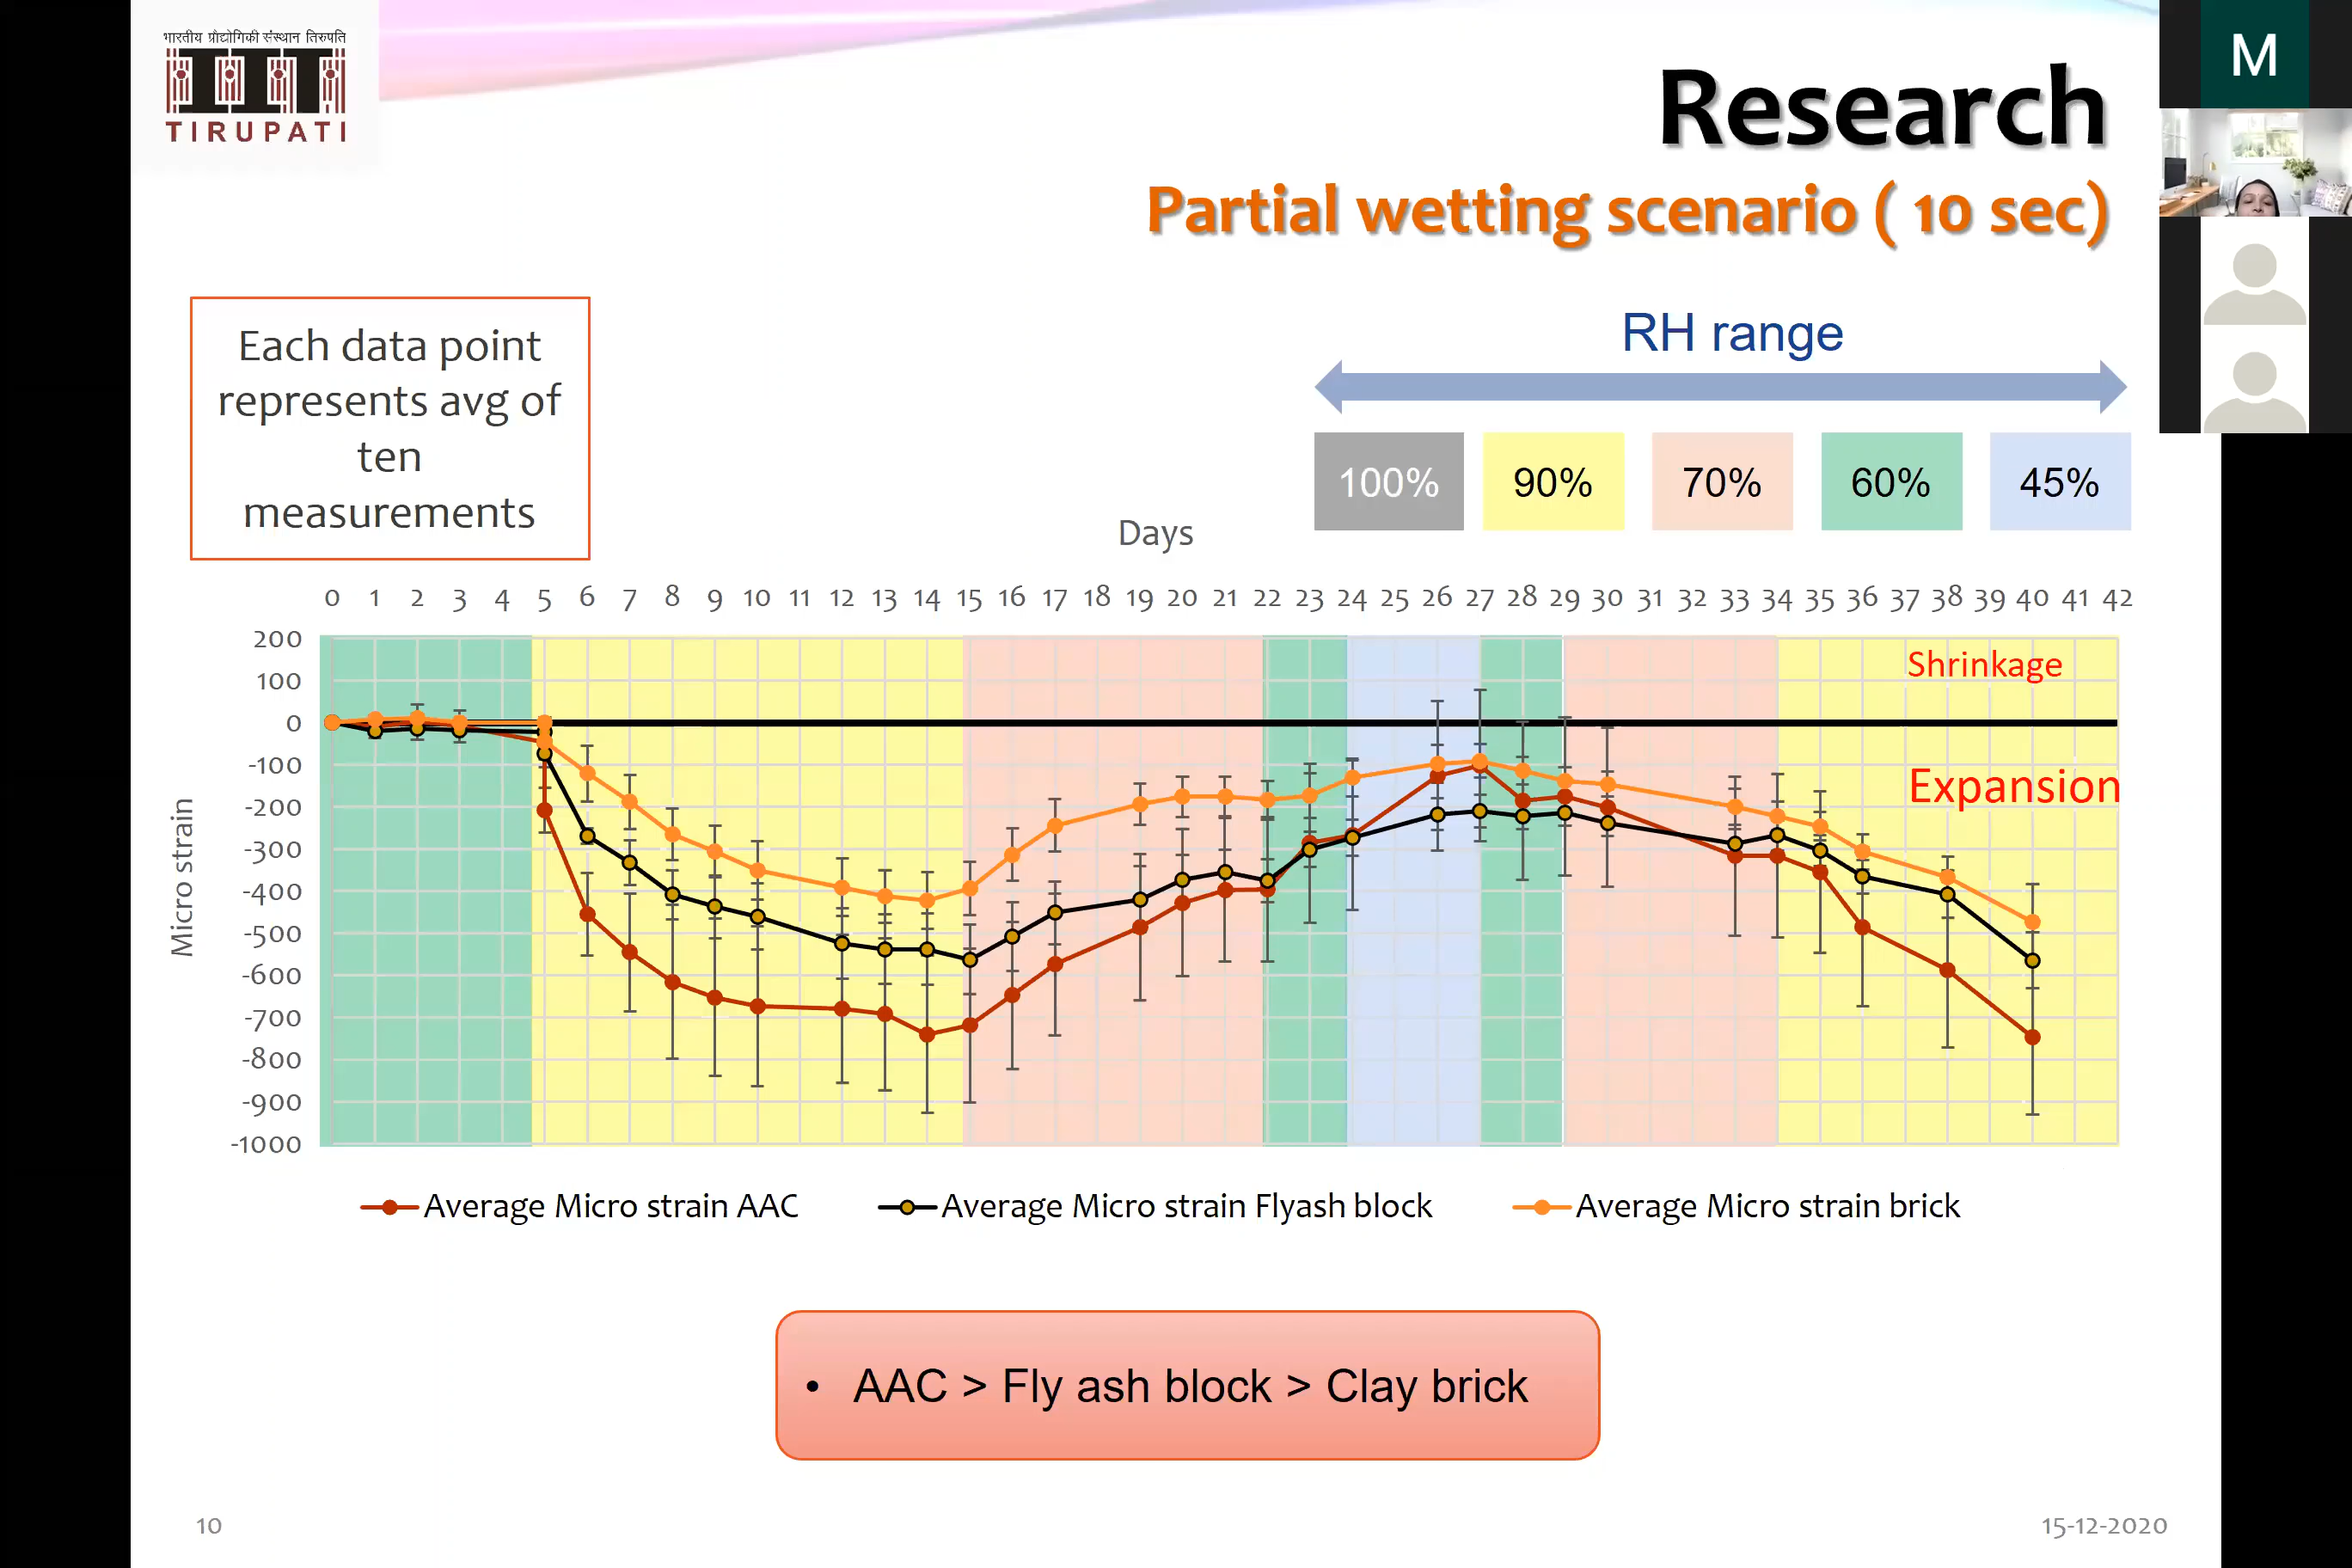 भारतीय प्रौद्योगिकी संस्थान तिरुपति
TIRUPATI
M
Research
Partial wetting scenario ( 10 sec)
Each data point
represents avg of
ten
measurements
RH range
100% 90% 70% 60% 45%
Days
0 1 2 3 4 5 6 7 8 9 10 11 12 13 14 15 16 17 18 19 20 21 22 23 24 25 26 27 28 29 30 31 32 33 34 35 36 37 38 39 40 41 42
200
100
0
-100
-200
-300
-400
-500
-600
-700
-800
-900
-1000
Micro strain
Shrinkage
Expansion
Average Micro strain AAC
Average Micro strain Flyash block
Average Micro strain brick
• AAC > Fly ash block > Clay brick
10
15-12-2020